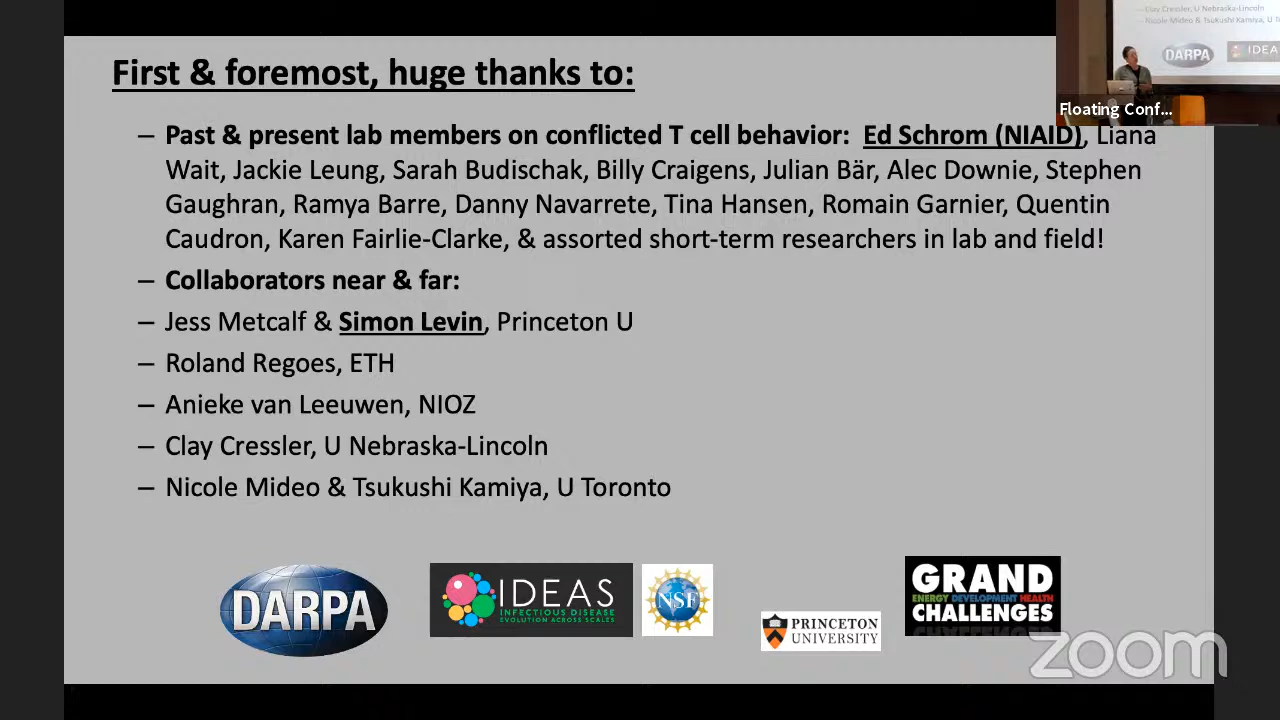 First & foremost, huge thanks to:
– Past & present lab members on conflicted T cell behavior: Ed Schrom (NIAID), Liana
Wait, Jackie Leung, Sarah Budischak, Billy Craigens, Julian Bär, Alec Downie, Stephen
Gaughran, Ramya Barre, Danny Navarrete, Tina Hansen, Romain Garnier, Quentin
Caudron, Karen Fairlie-Clarke, & assorted short-term researchers in lab and field!
– Collaborators near & far:
– Jess Metcalf & Simon Levin, Princeton U
– Roland Regoes, ETH
– Anieke van Leeuwen, NIOZ
– Clay Cressler, U Nebraska-Lincoln
– Nicole Mideo & Tsukushi Kamiya, U Toronto
Clay Cressler, U Nebraska-Lincoln
Nicole Mideo & Tsukushi Kamiya, U T
DARPA
IDEA
Floating Conf...
DARPA
IDEAS
INFECTIOUS DISEASE
EVOLUTION ACROSS SCALES
NSF
PRINCETON
UNIVERSITY
GRAND
ENERGY DEVELOPMENT HEALTH
CHALLENGES
zoom